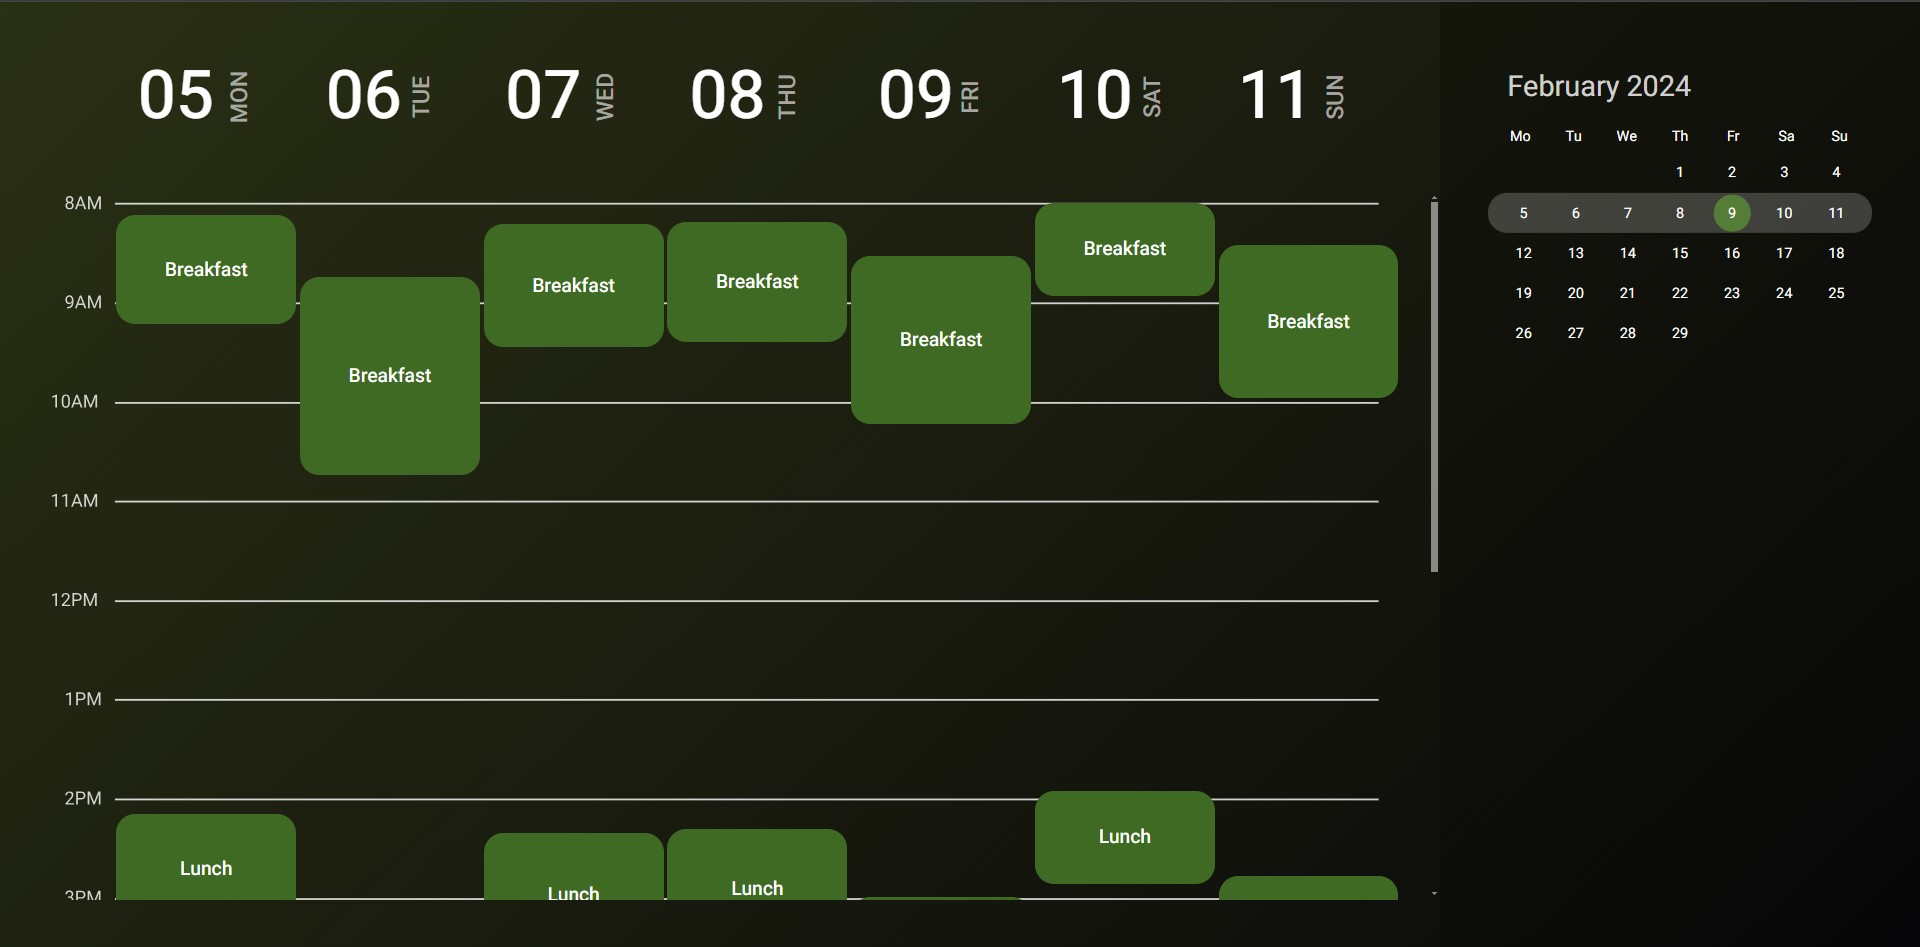 05 MON 06 TUE 07 WED 08 THU 09 FRI 10 SAT 11 SUN
8AM
Breakfast Breakfast Breakfast Breakfast Breakfast Breakfast Breakfast
9AM
10AM
11AM
12PM
1PM
2PM
Lunch Lunch Lunch Lunch
3PM
February 2024
Mo Tu We Th Fr Sa Su
1 2 3 4
5 6 7 8 9 10 11
12 13 14 15 16 17 18
19 20 21 22 23 24 25
26 27 28 29